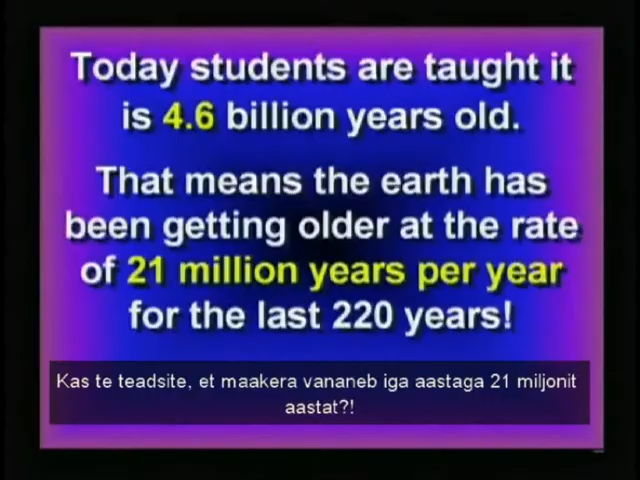 Today students are taught it
is 4.6 billion years old.
That means the earth has
been getting older at the rate
of 21 million years per year
for the last 220 years!
Kas te teadsite, et maakera vananeb iga aastaga 21 miljonit
aastat?!